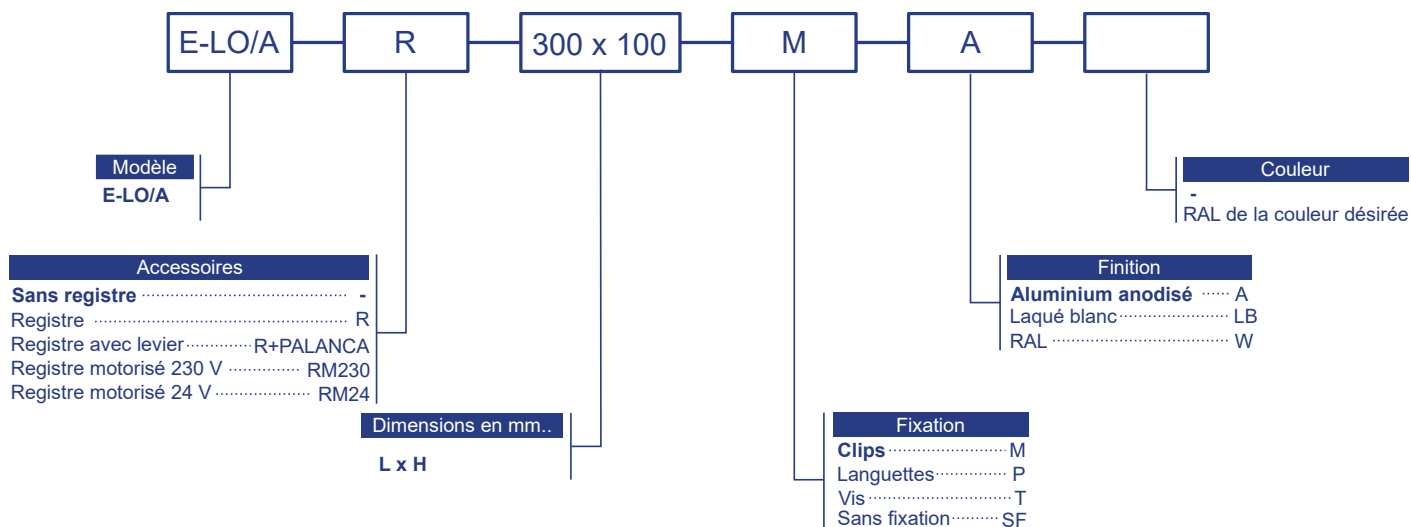 E-LO/A R 300 x 100 M A
Modèle
E-LO/A
Couleur
-
RAL de la couleur désirée
Accessoires
Sans registre -
Registre R
Registre avec levier R+PALANCA
Registre motorisé 230 V RM230
Registre motorisé 24 V RM24
Finition
Aluminium anodisé A
Laqué blanc LB
RAL W
Dimensions en mm..
L x H
Fixation
Clips M
Languettes P
Vis T
Sans fixation SF